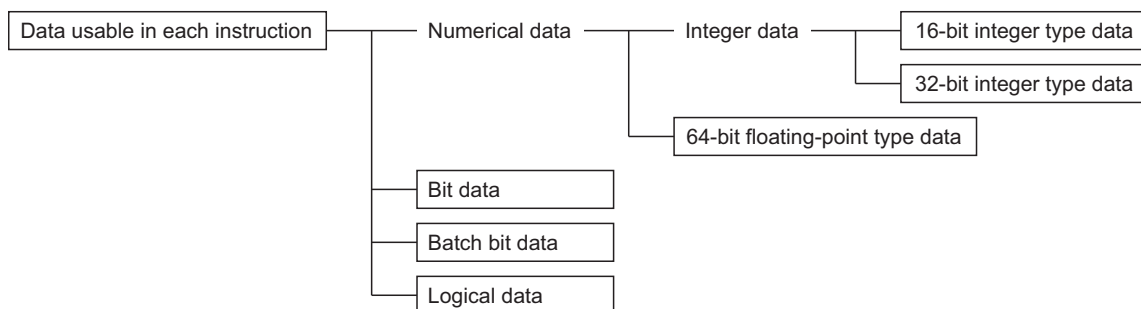 Data usable in each instruction
Numerical data
Integer data
16-bit integer type data
32-bit integer type data
64-bit floating-point type data
Bit data
Batch bit data
Logical data